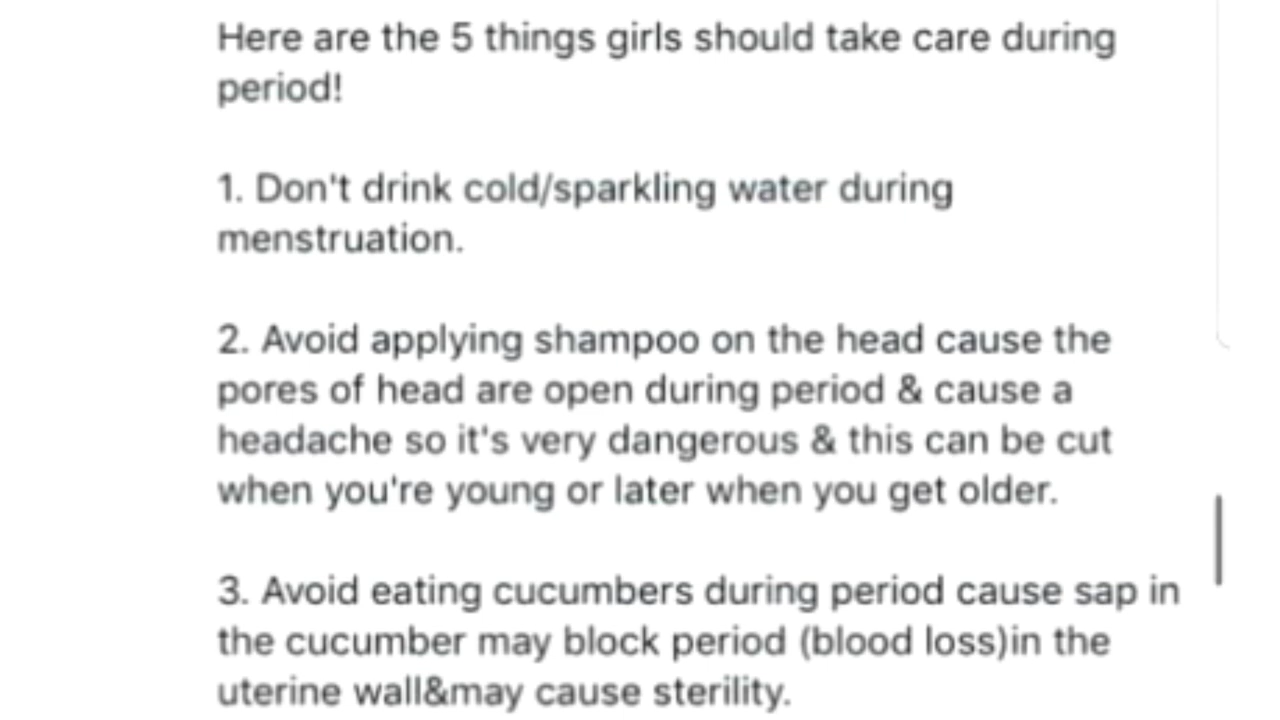 Here are the 5 things girls should take care during
period!
1. Don't drink cold/sparkling water during
menstruation.
2. Avoid applying shampoo on the head cause the
pores of head are open during period & cause a
headache so it's very dangerous & this can be cut
when you're young or later when you get older.
3. Avoid eating cucumbers during period cause sap in
the cucumber may block period (blood loss)in the
uterine wall&may cause sterility.